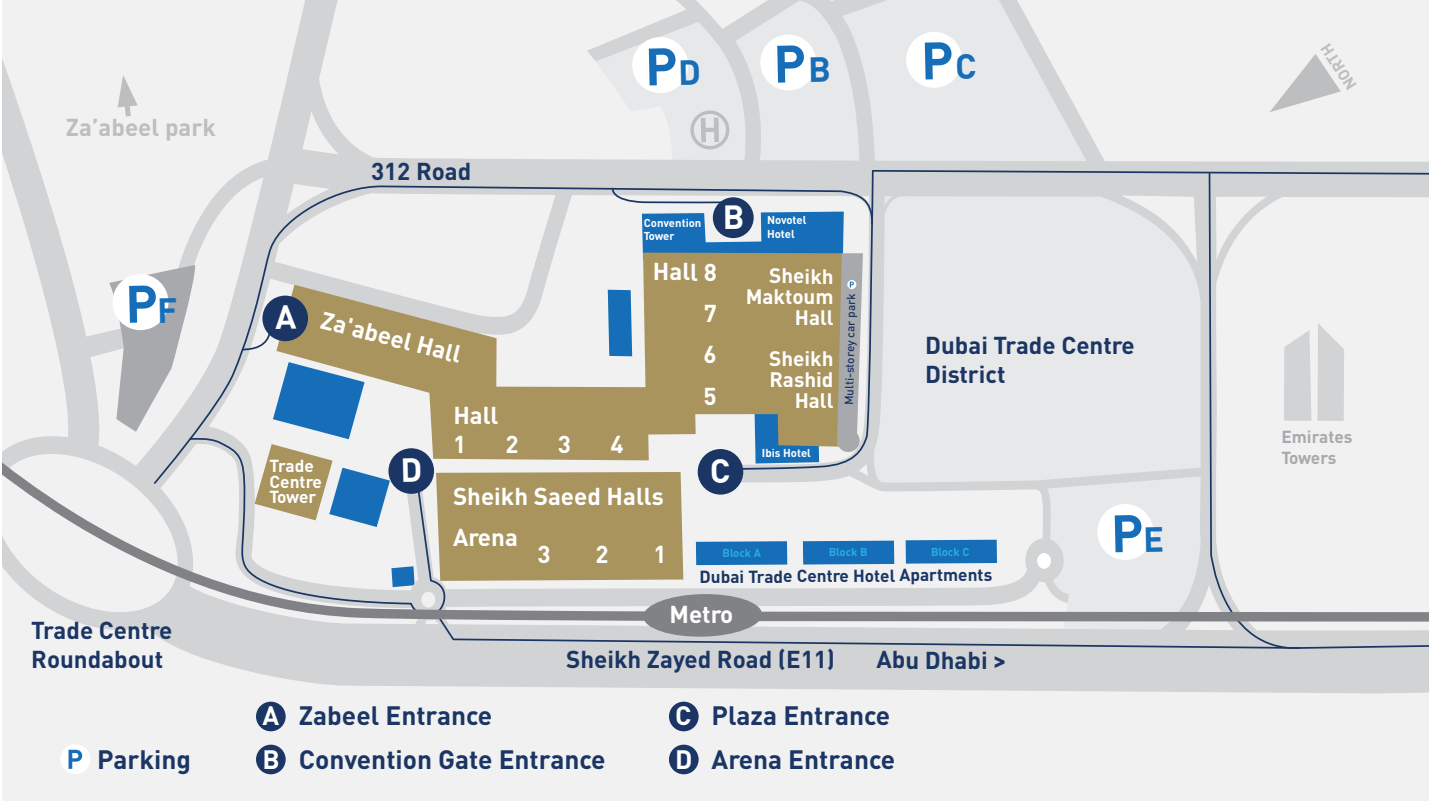 PD
PB
PC
NORTH
H
Za'abeel park
312 Road
B
Convention
Tower
Novotel
Hotel
Hall 8
7
6
5
Sheikh
Maktoum
Hall
Sheikh
Rashid
Hall
Multi-storey car park P
PF
A
Za'abeel Hall
Dubai Trade Centre
District
Emirates
Towers
Hall
1 2 3 4
Ibis Hotel
D
C
Trade
Centre
Tower
Sheikh Saeed Halls
Arena
3 2 1
PE
Block A
Block B
Block C
Dubai Trade Centre Hotel Apartments
Metro
Trade Centre
Roundabout
Sheikh Zayed Road (E11)
Abu Dhabi >
A Zabeel Entrance
C Plaza Entrance
P Parking
B Convention Gate Entrance
D Arena Entrance